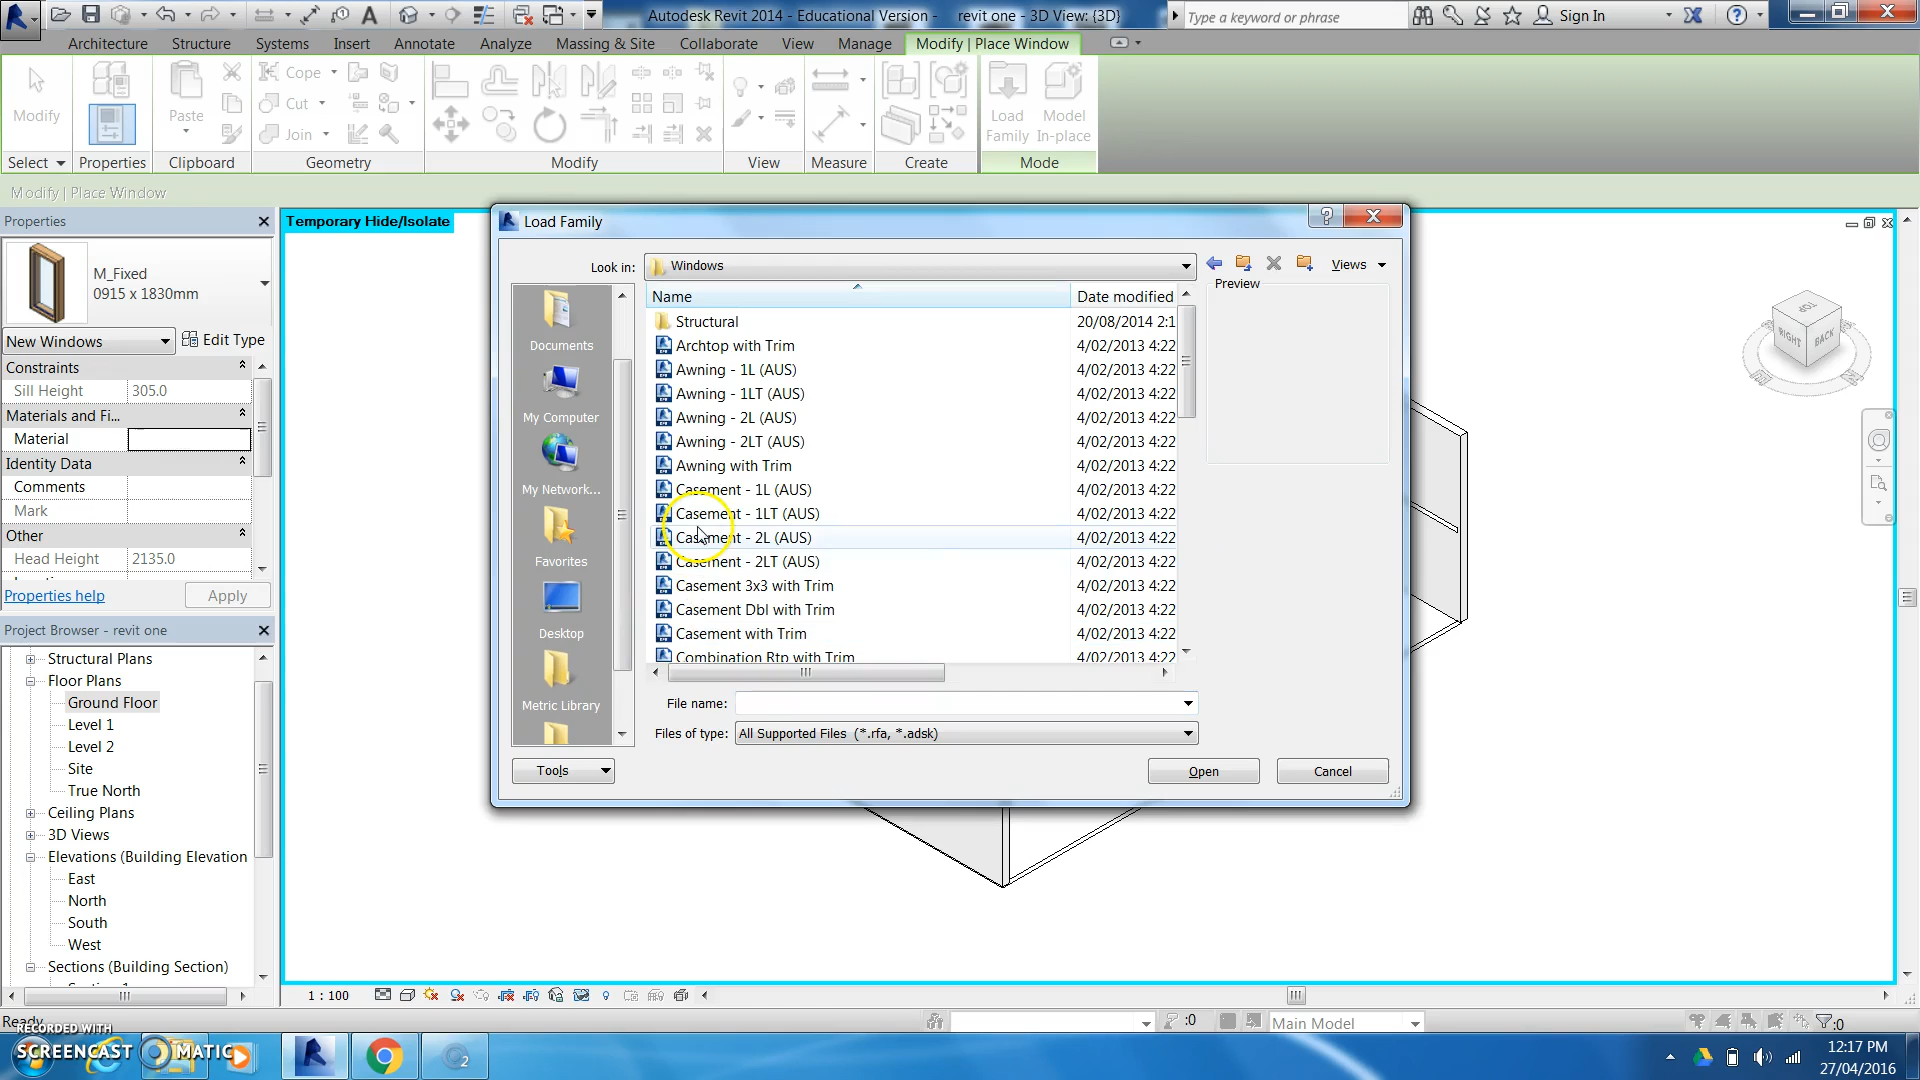 Autodesk Revit 2014 - Educational Version - revit one - 3D View: {3D}
Type a keyword or phrase
Sign In
Architecture Structure Systems Insert Annotate Analyze Massing & Site Collaborate View Manage Modify | Place Window
Modify
Paste
Cope
Cut
Join
Load Family
Model In-place
Select Properties Clipboard Geometry Modify View Measure Create Mode
Modify | Place Window
Properties
M_Fixed
0915 x 1830mm
New Windows
Edit Type
Constraints
Sill Height 305.0
Materials and Fi...
Material
Identity Data
Comments
Mark
Other
Head Height 2135.0
Properties help
Apply
Project Browser - revit one
Structural Plans
Floor Plans
Ground Floor
Level 1
Level 2
Site
True North
Ceiling Plans
3D Views
Elevations (Building Elevation
East
North
South
West
Sections (Building Section)
Temporary Hide/Isolate
Load Family
Look in: Windows
Views
Preview
Documents
My Computer
My Network...
Favorites
Desktop
Metric Library
Name Date modified
Structural 20/08/2014 2:1
Archtop with Trim 4/02/2013 4:22
Awning - 1L (AUS) 4/02/2013 4:22
Awning - 1LT (AUS) 4/02/2013 4:22
Awning - 2L (AUS) 4/02/2013 4:22
Awning - 2LT (AUS) 4/02/2013 4:22
Awning with Trim 4/02/2013 4:22
Casement - 1L (AUS) 4/02/2013 4:22
Casement - 1LT (AUS) 4/02/2013 4:22
Casement - 2L (AUS) 4/02/2013 4:22
Casement - 2LT (AUS) 4/02/2013 4:22
Casement 3x3 with Trim 4/02/2013 4:22
Casement Dbl with Trim 4/02/2013 4:22
Casement with Trim 4/02/2013 4:22
Combination Rtp with Trim 4/02/2013 4:22
File name:
Files of type: All Supported Files (*.rfa, *.adsk)
Tools
Open
Cancel
TOP
RIGHT
BACK
1 : 100
Ready
:0
Main Model
:0
RECORDED WITH
SCREENCAST MATIC
12:17 PM
27/04/2016